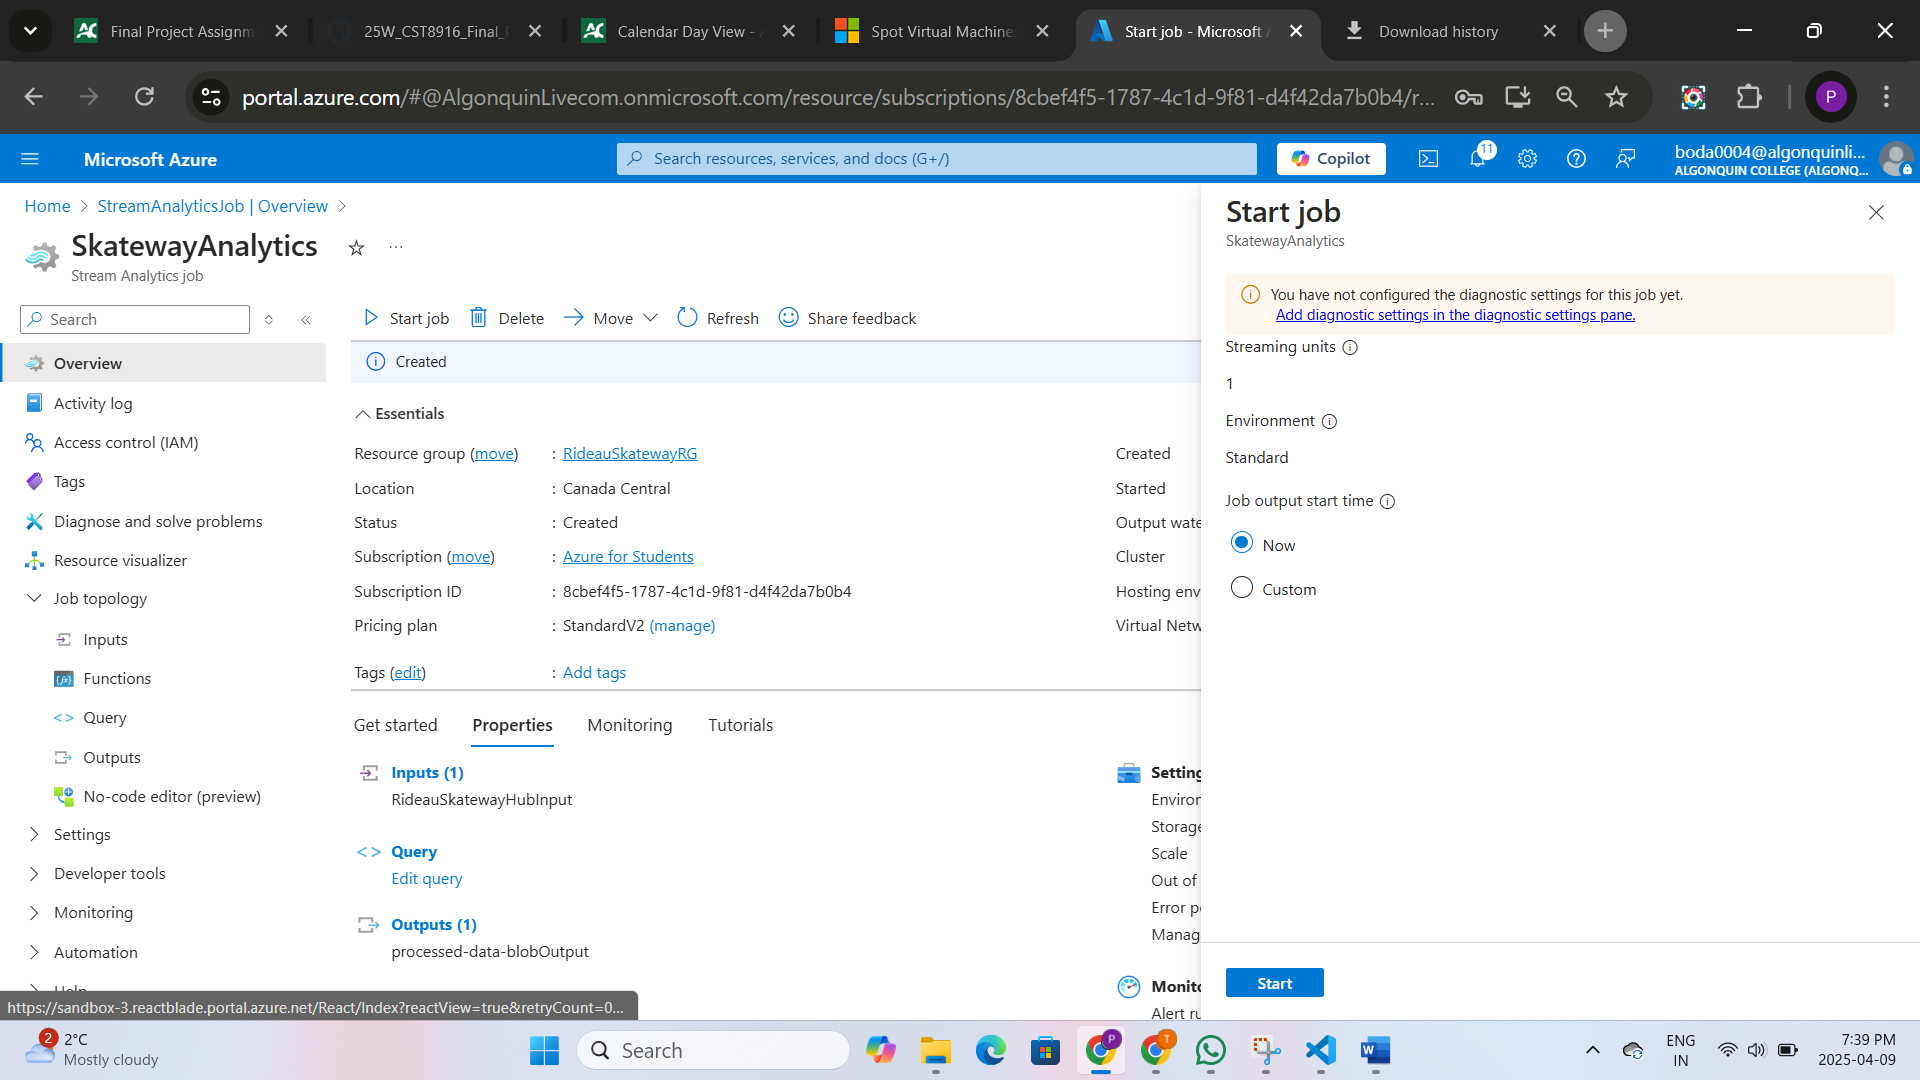 Final Project Assignm
25W_CST8916_Final_
Calendar Day View -
Spot Virtual Machine
Start job - Microsoft
Download history
portal.azure.com/#@AlgonquinLivecom.onmicrosoft.com/resource/subscriptions/8cbef4f5-1787-4c1d-9f81-d4f42da7b0b4/r...
P
Microsoft Azure
Search resources, services, and docs (G+/)
Copilot
11
boda0004@algonquinli...
ALGONQUIN COLLEGE (ALGONQ...
Home > StreamAnalyticsJob | Overview >
SkatewayAnalytics
Stream Analytics job
Search
Overview
Activity log
Access control (IAM)
Tags
Diagnose and solve problems
Resource visualizer
Job topology
Inputs
Functions
Query
Outputs
No-code editor (preview)
Settings
Developer tools
Monitoring
Automation
Help
https://sandbox-3.reactblade.portal.azure.net/React/Index?reactView=true&retryCount=0...
Start job
Delete
Move
Refresh
Share feedback
Created
Essentials
Resource group (move) : RideauSkatewayRG
Location : Canada Central
Status : Created
Subscription (move) : Azure for Students
Subscription ID : 8cbef4f5-1787-4c1d-9f81-d4f42da7b0b4
Pricing plan : StandardV2 (manage)
Tags (edit) : Add tags
Created
Started
Output wate
Cluster
Hosting env
Virtual Netw
Get started
Properties
Monitoring
Tutorials
Inputs (1)
RideauSkatewayHubInput
Query
Edit query
Outputs (1)
processed-data-blobOutput
Setting
Environ
Storage
Scale
Out of
Error po
Manag
Monito
Alert ru
Start job
SkatewayAnalytics
You have not configured the diagnostic settings for this job yet.
Add diagnostic settings in the diagnostic settings pane.
Streaming units
1
Environment
Standard
Job output start time
Now
Custom
Start
2
2°C
Mostly cloudy
Search
P
T
ENG
IN
7:39 PM
2025-04-09